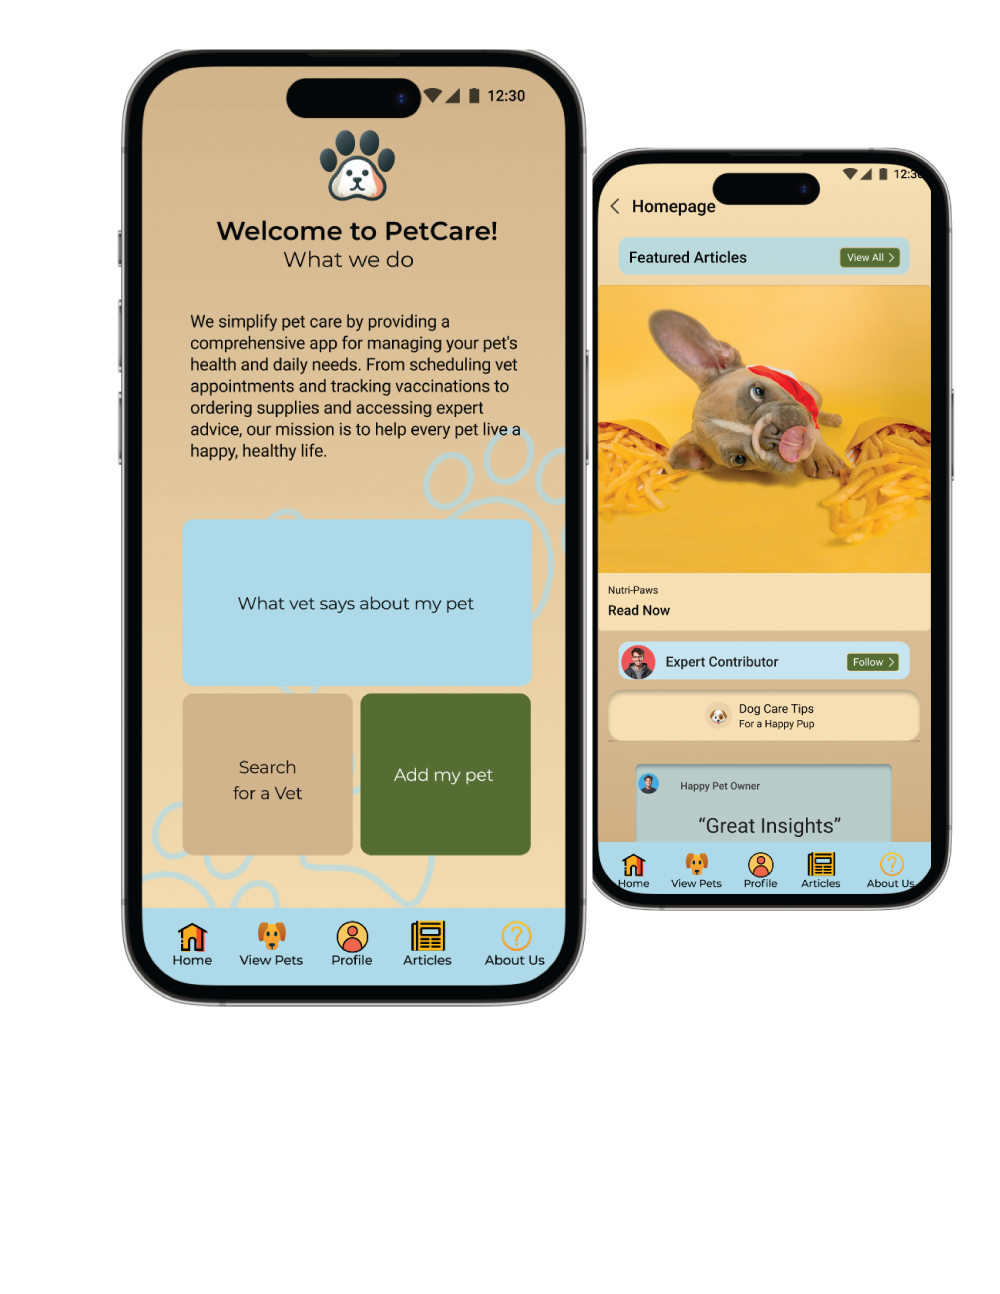 12:30
Welcome to PetCare!
What we do
We simplify pet care by providing a
comprehensive app for managing your pet's
health and daily needs. From scheduling vet
appointments and tracking vaccinations to
ordering supplies and accessing expert
advice, our mission is to help every pet live a
happy, healthy life.
What vet says about my pet
Search
for a Vet
Add my pet
Home View Pets Profile Articles About Us
12:30
Homepage
Featured Articles View All
Nutri-Paws
Read Now
Expert Contributor Follow
Dog Care Tips
For a Happy Pup
Happy Pet Owner
“Great Insights”
Home View Pets Profile Articles About Us